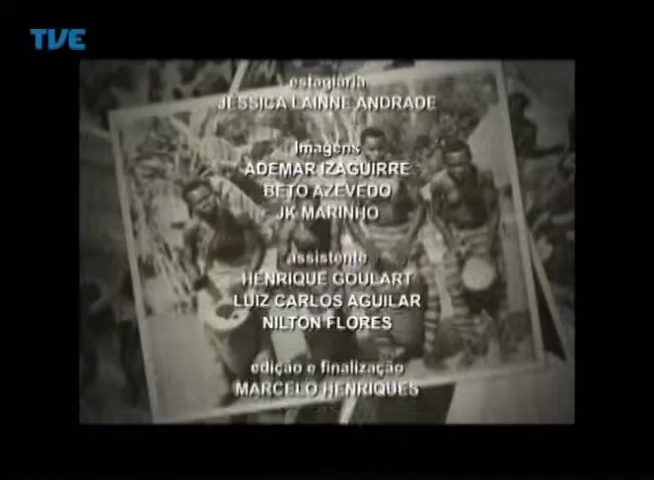 TVE
estagiária
JÉSSICA LAINNE ANDRADE
Imagens
ADEMAR IZAGUIRRE
BETO AZEVEDO
JK MARINHO
assistente
HENRIQUE GOULART
LUIZ CARLOS AGUILAR
NILTON FLORES
edição e finalização
MARCELO HENRIQUES